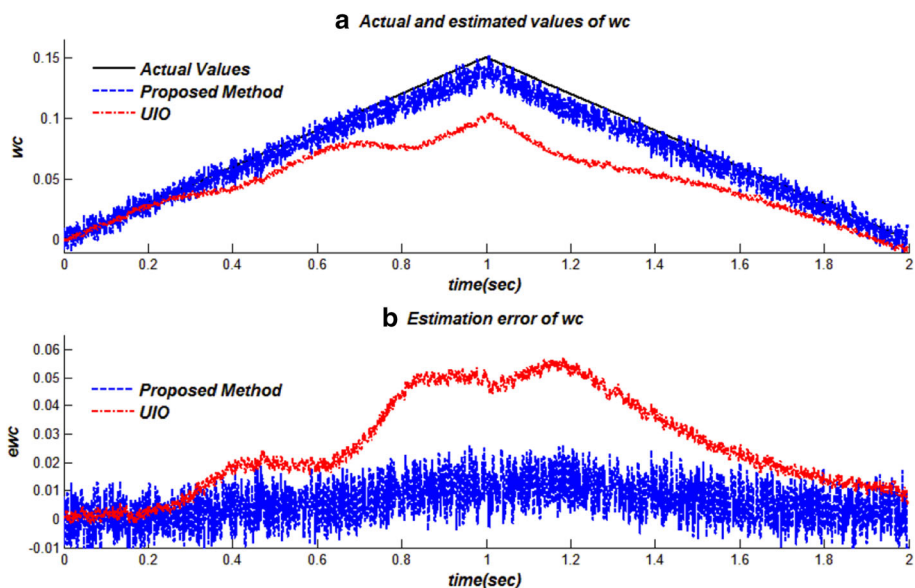 a Actual and estimated values of wc
0.15
0.1
0.05
0
wc
Actual Values
Proposed Method
UIO
0 0.2 0.4 0.6 0.8 1 1.2 1.4 1.6 1.8 2
time(sec)
b Estimation error of wc
0.06
0.05
0.04
0.03
0.02
0.01
0
-0.01
ewc
Proposed Method
UIO
0 0.2 0.4 0.6 0.8 1 1.2 1.4 1.6 1.8 2
time(sec)